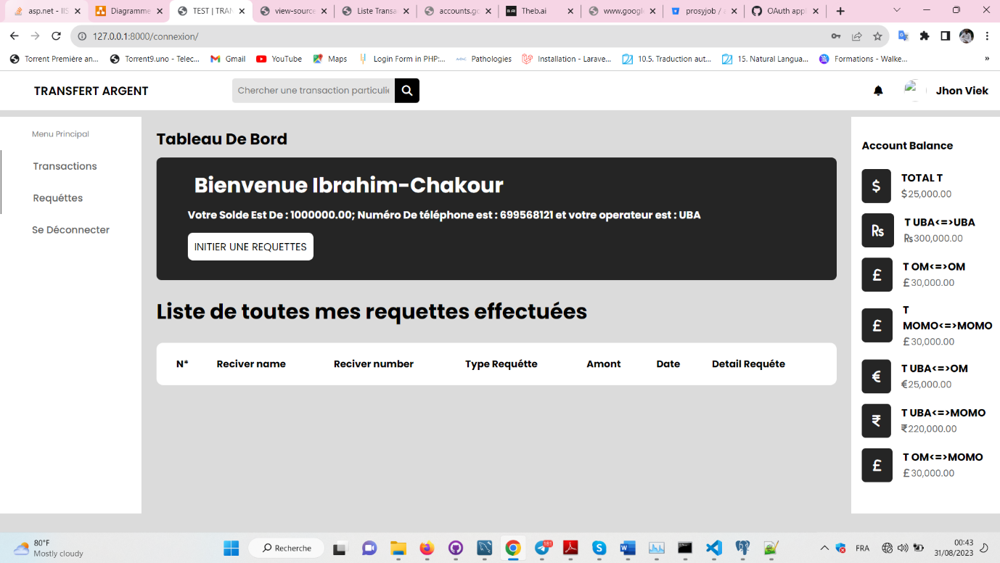 asp.net - IIS
Diagramme
TEST | TRAN
view-source
Liste Transa
accounts.go
Theb.ai
www.google
prosyjob / a
OAuth appl
127.0.0.1:8000/connexion/
Torrent Première an...
Torrent9.uno - Telec...
Gmail
YouTube
Maps
Login Form in PHP:...
Pathologies
Installation - Larave...
10.5. Traduction aut...
15. Natural Langua...
Formations - Walke...
»
TRANSFERT ARGENT
Chercher une transaction particuliè
Jhon Viek
Menu Principal
Transactions
Requéttes
Se Déconnecter
Tableau De Bord
Bienvenue Ibrahim-Chakour
Votre Solde Est De : 1000000.00; Numéro De téléphone est : 699568121 et votre operateur est : UBA
INITIER UNE REQUETTES
Liste de toutes mes requettes effectuées
N* Reciver name Reciver number Type Requétte Amont Date Detail Requéte
Account Balance
$ TOTAL T
$25,000.00
₨ T UBA<=>UBA
₨300,000.00
£ T OM<=>OM
£30,000.00
T
£ MOMO<=>MOMO
£30,000.00
€ T UBA<=>OM
€25,000.00
₹ T UBA<=>MOMO
₹220,000.00
£ T OM<=>MOMO
£30,000.00
80°F
Mostly cloudy
Recherche
181
FRA
00:43
31/08/2023